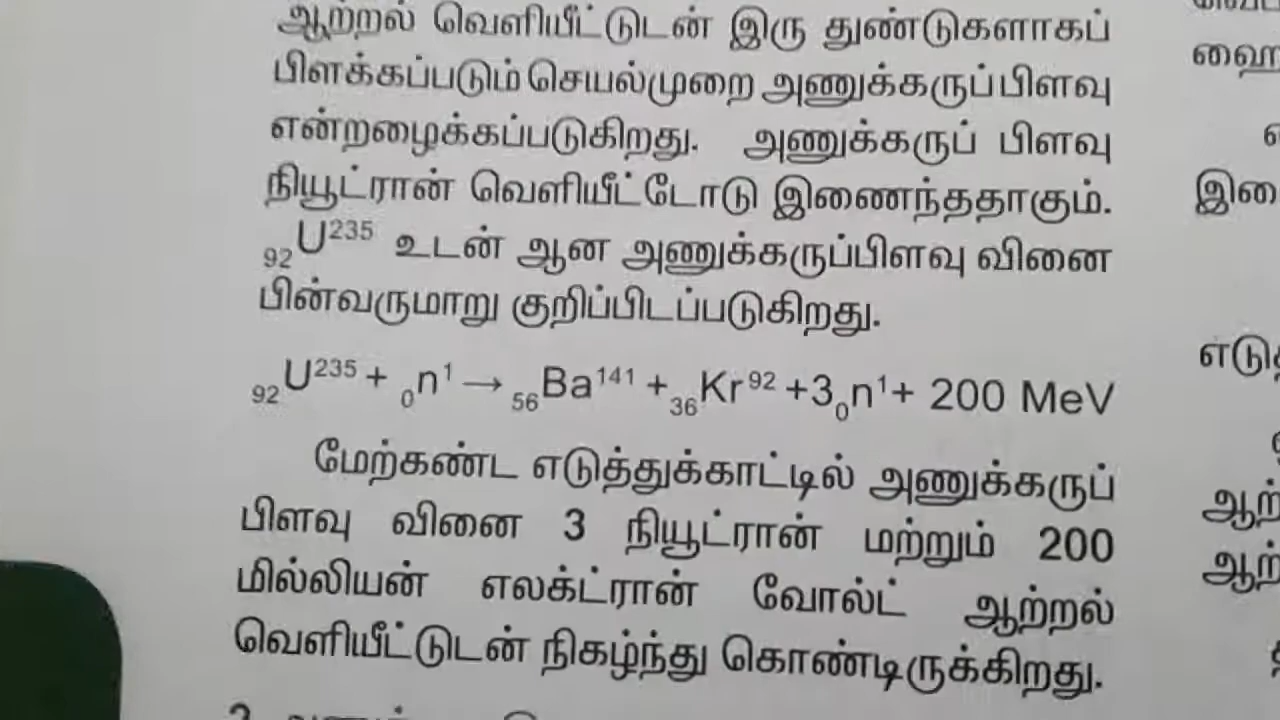 ஆற்றல் வெளியீட்டுடன் இரு துண்டுகளாகப்
பிளக்கப்படும் செயல்முறை அணுக்கருப்பிளவு
என்றழைக்கப்படுகிறது. அணுக்கருப் பிளவு
நியூட்ரான் வெளியீட்டோடு இணைந்ததாகும்.
₉₂U²³⁵ உடன் ஆன அணுக்கருப்பிளவு வினை
பின்வருமாறு குறிப்பிடப்படுகிறது.
₉₂U²³⁵ + ₀n¹ → ₅₆Ba¹⁴¹ + ₃₆Kr⁹² +3₀n¹+ 200 MeV
மேற்கண்ட எடுத்துக்காட்டில் அணுக்கருப்
பிளவு வினை 3 நியூட்ரான் மற்றும் 200
மில்லியன் எலக்ட்ரான் வோல்ட் ஆற்றல்
வெளியீட்டுடன் நிகழ்ந்து கொண்டிருக்கிறது.